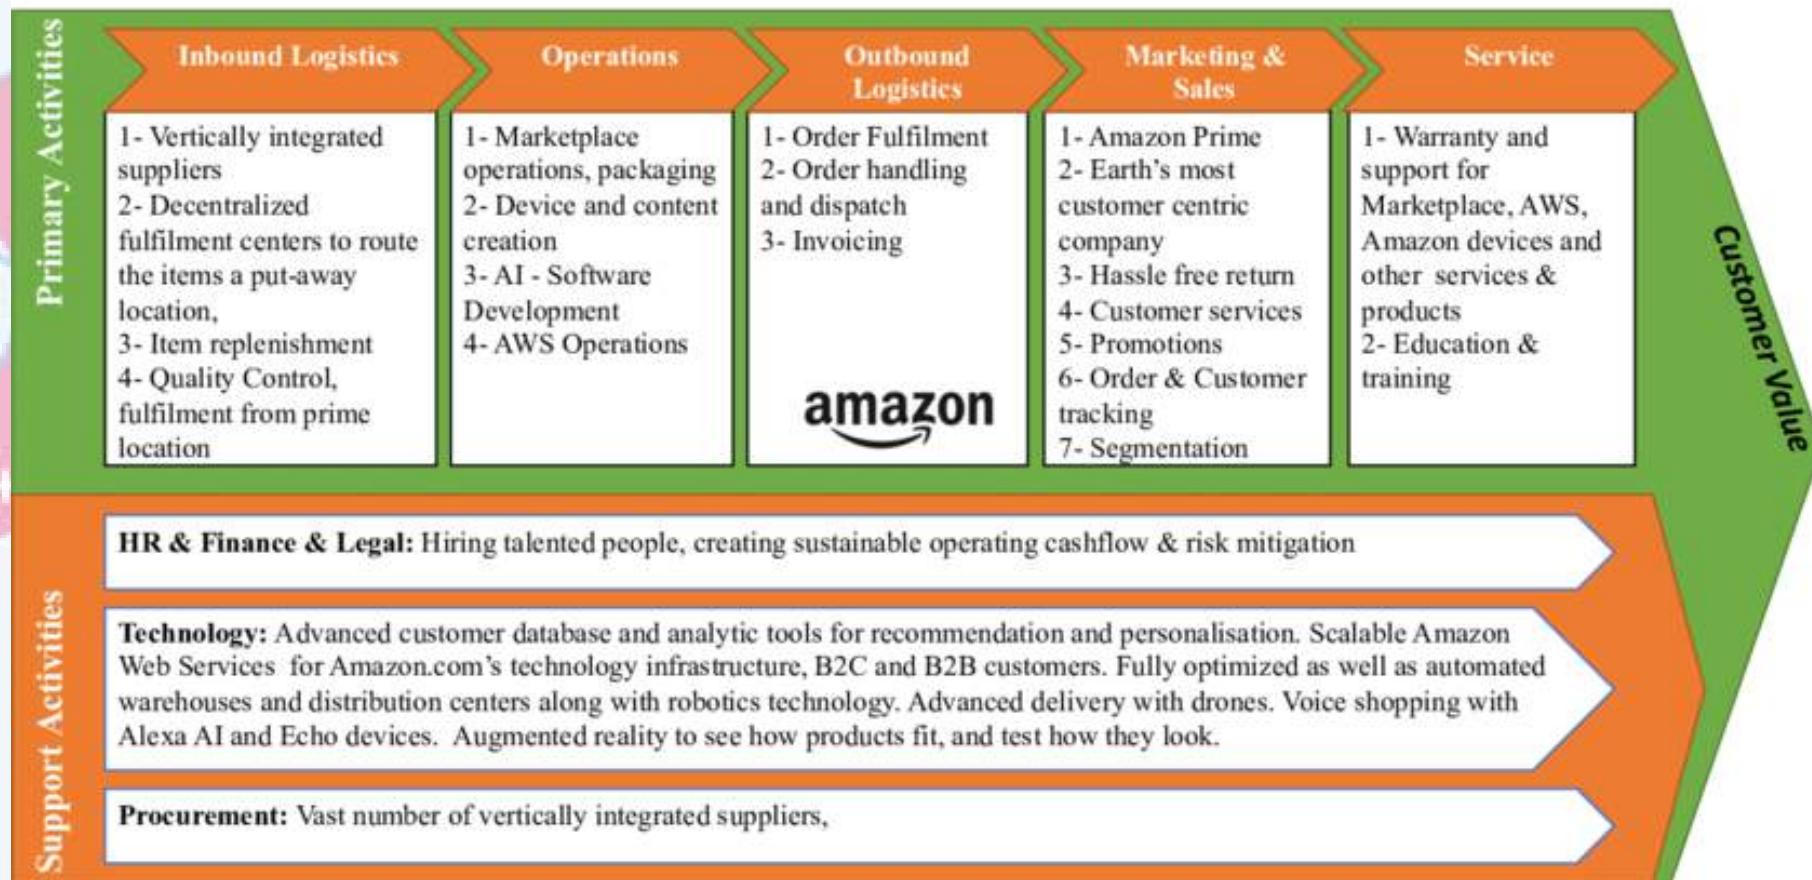 Primary Activities
Inbound Logistics
1- Vertically integrated
suppliers
2- Decentralized
fulfilment centers to route
the items a put-away
location,
3- Item replenishment
4- Quality Control,
fulfilment from prime
location
Operations
1- Marketplace
operations, packaging
2- Device and content
creation
3- AI - Software
Development
4- AWS Operations
Outbound
Logistics
1- Order Fulfilment
2- Order handling
and dispatch
3- Invoicing
amazon
Marketing &
Sales
1- Amazon Prime
2- Earth's most
customer centric
company
3- Hassle free return
4- Customer services
5- Promotions
6- Order & Customer
tracking
7- Segmentation
Service
1- Warranty and
support for
Marketplace, AWS,
Amazon devices and
other services &
products
2- Education &
training
Customer Value
Support Activities
HR & Finance & Legal: Hiring talented people, creating sustainable operating cashflow & risk mitigation
Technology: Advanced customer database and analytic tools for recommendation and personalisation. Scalable Amazon
Web Services for Amazon.com's technology infrastructure, B2C and B2B customers. Fully optimized as well as automated
warehouses and distribution centers along with robotics technology. Advanced delivery with drones. Voice shopping with
Alexa AI and Echo devices. Augmented reality to see how products fit, and test how they look.
Procurement: Vast number of vertically integrated suppliers,